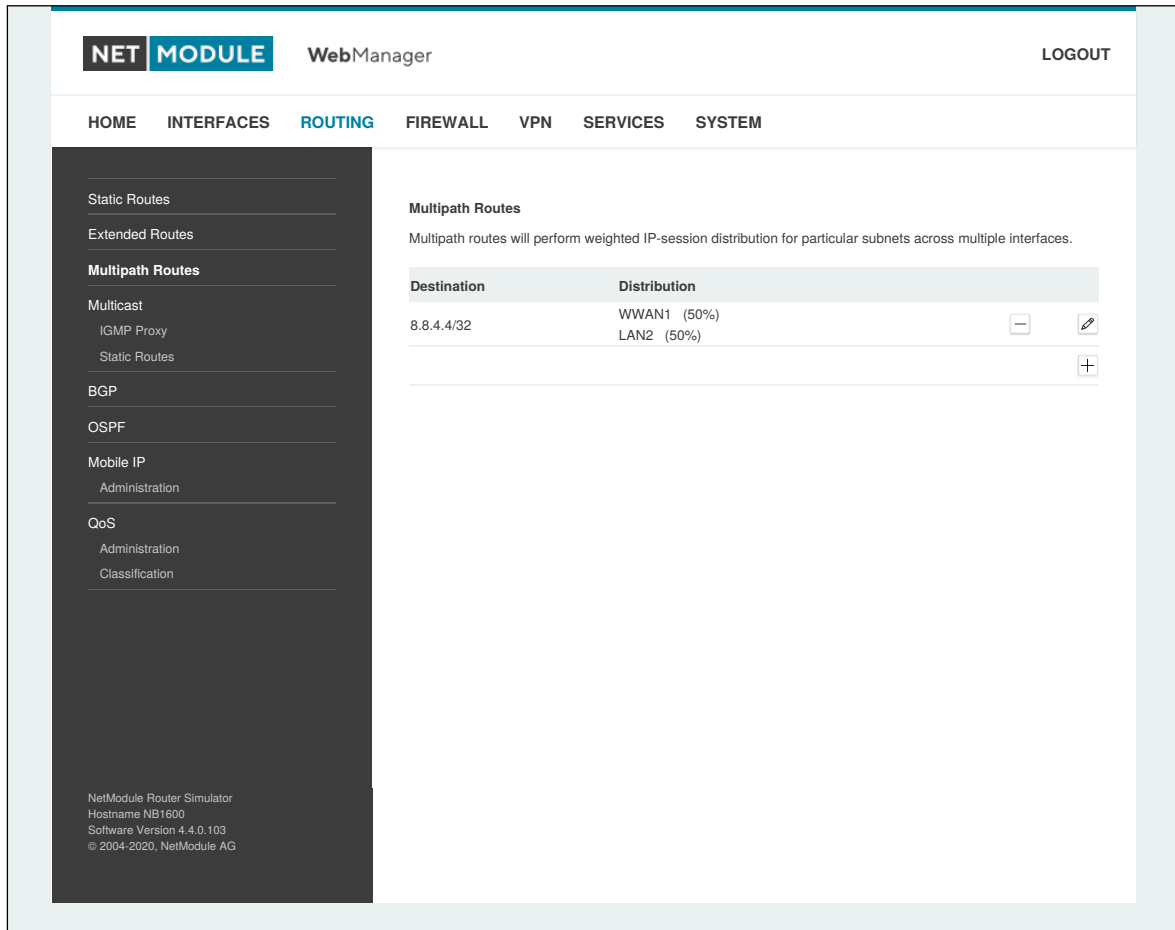 NET MODULE WebManager LOGOUT
HOME INTERFACES ROUTING FIREWALL VPN SERVICES SYSTEM
Static Routes
Extended Routes
Multipath Routes
Multicast
IGMP Proxy
Static Routes
BGP
OSPF
Mobile IP
Administration
QoS
Administration
Classification
NetModule Router Simulator
Hostname NB1600
Software Version 4.4.0.103
© 2004-2020, NetModule AG
Multipath Routes
Multipath routes will perform weighted IP-session distribution for particular subnets across multiple interfaces.
Destination Distribution
8.8.4.4/32
WWAN1 (50%)
LAN2 (50%)